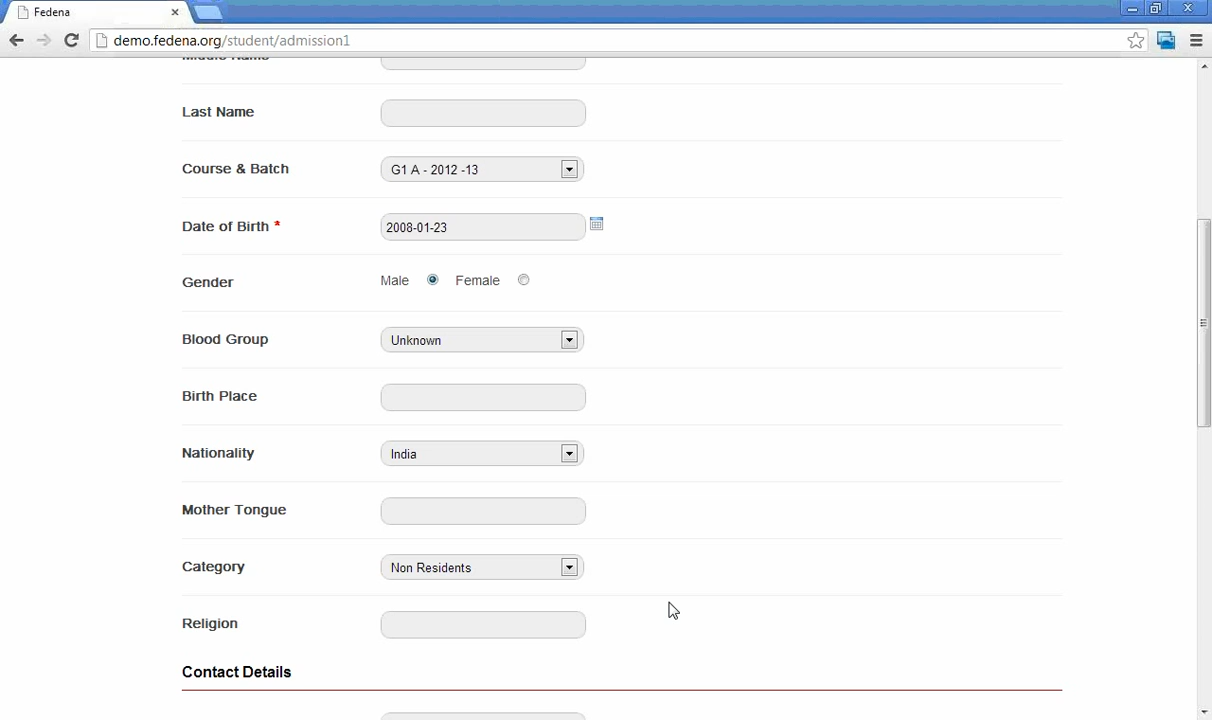 Fedena
demo.fedena.org/student/admission1
Middle Name
Last Name
Course & Batch G1 A - 2012 -13
Date of Birth * 2008-01-23
Gender Male Female
Blood Group Unknown
Birth Place
Nationality India
Mother Tongue
Category Non Residents
Religion
Contact Details